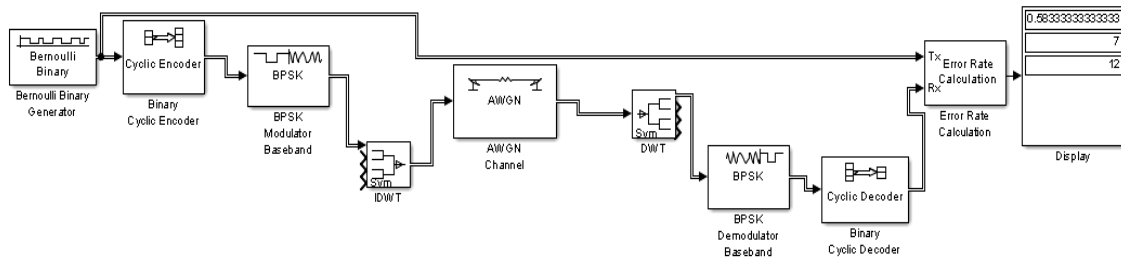 Bernoulli
Binary
Bernoulli Binary
Generator
Cyclic Encoder
Binary
Cyclic Encoder
BPSK
BPSK
Modulator
Baseband
Sym
IDWT
AWGN
AWGN
Channel
Sym
DWT
BPSK
BPSK
Demodulator
Baseband
Cyclic Decoder
Binary
Cyclic Decoder
Tx
Rx
Error Rate
Calculation
Error Rate
Calculation
0.58333333333333
7
12
Display